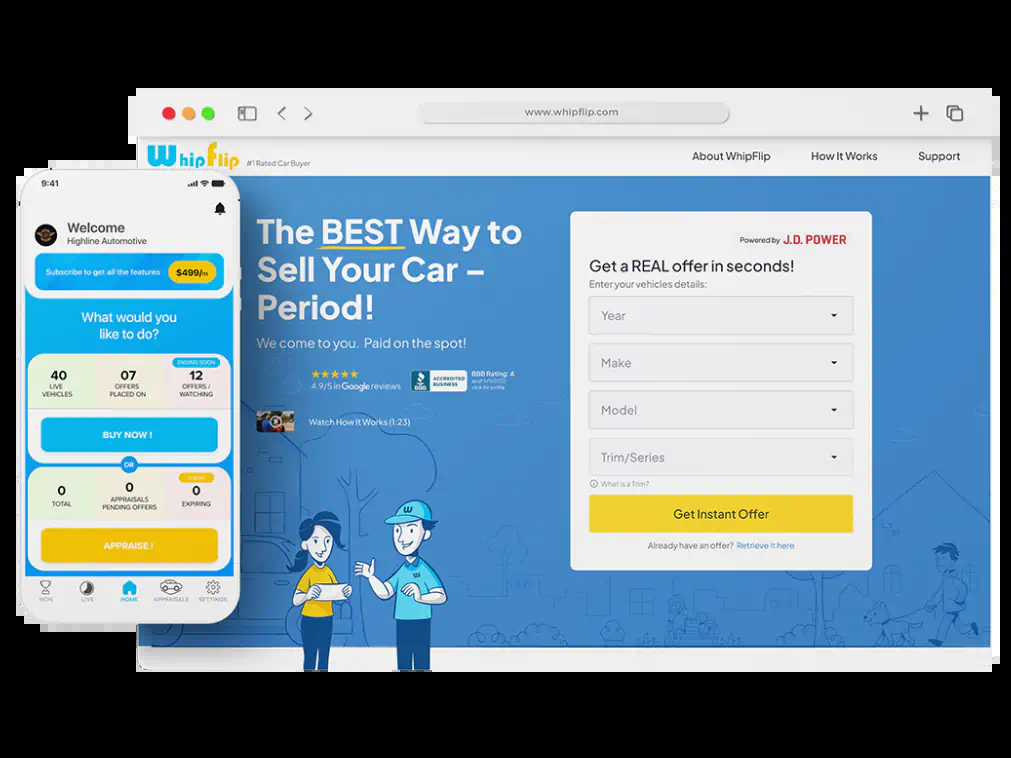 www.whipflip.com
WhipFlip
#1 Rated Car Buyer
About WhipFlip
How It Works
Support
The BEST Way to
Sell Your Car –
Period!
We come to you. Paid on the spot!
4.9/5 in Google reviews
BBB
ACCREDITED
BUSINESS
BBB Rating: A
click for profile
Watch How It Works (1:23)
Powered by J.D. POWER
Get a REAL offer in seconds!
Enter your vehicles details:
Year
Make
Model
Trim/Series
What is a Trim?
Get Instant Offer
Already have an offer? Retrieve it here
W
W
9:41
Welcome
Highline Automotive
Subscribe to get all the features
$499/m
What would you
like to do?
ENDING SOON
40
LIVE
VEHICLES
07
OFFERS
PLACED ON
12
OFFERS /
WATCHING
BUY NOW !
OR
TODAY
0
TOTAL
0
APPRAISALS
PENDING OFFERS
0
EXPIRING
APPRAISE !
WON
LIVE
HOME
APPRAISALS
SETTINGS